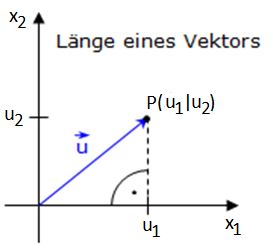 x₂
Länge eines Vektors
P(u₁|u₂)
u₂
u⃗
u₁
x₁